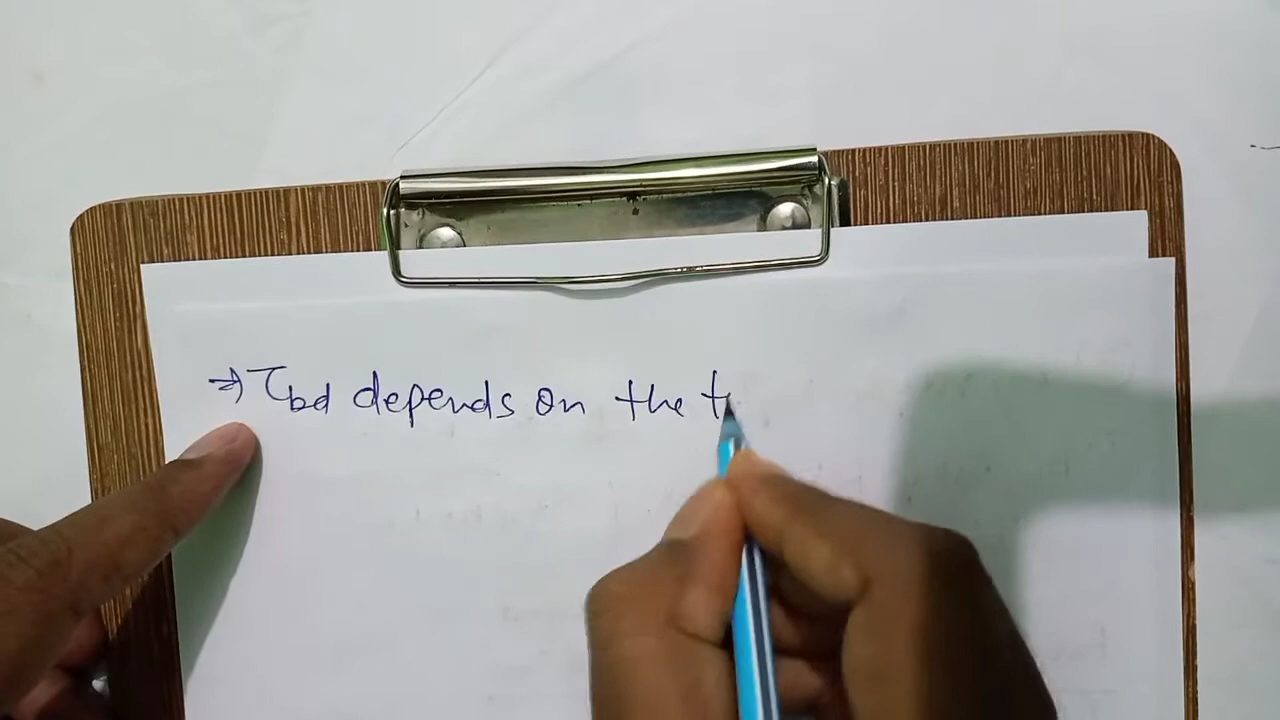 → τbd depends on the t